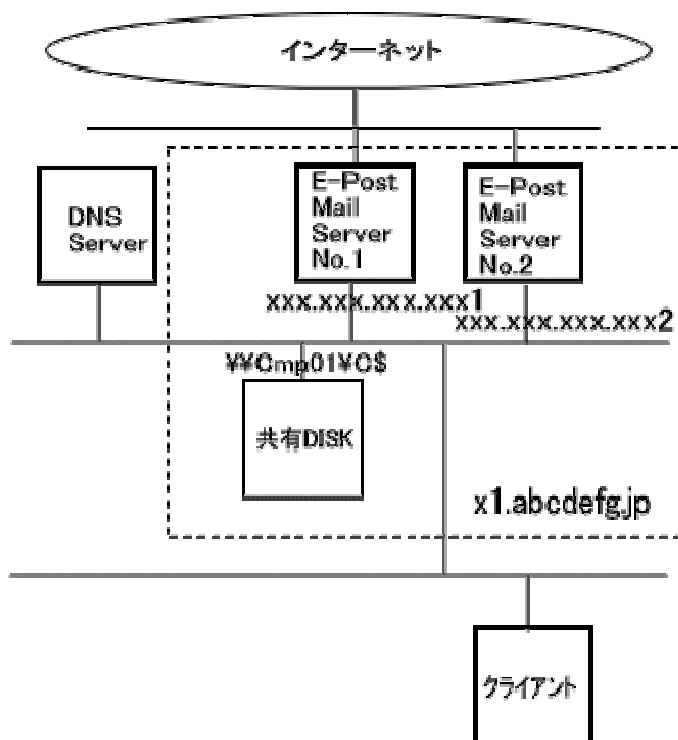 インターネット
DNS
Server
E-Post
Mail
Server
No.1
E-Post
Mail
Server
No.2
xxx.xxx.xxx.xxx1
xxx.xxx.xxx.xxx2
¥¥Cmp01¥C$
共有DISK
x1.abcdefg.jp
クライアント